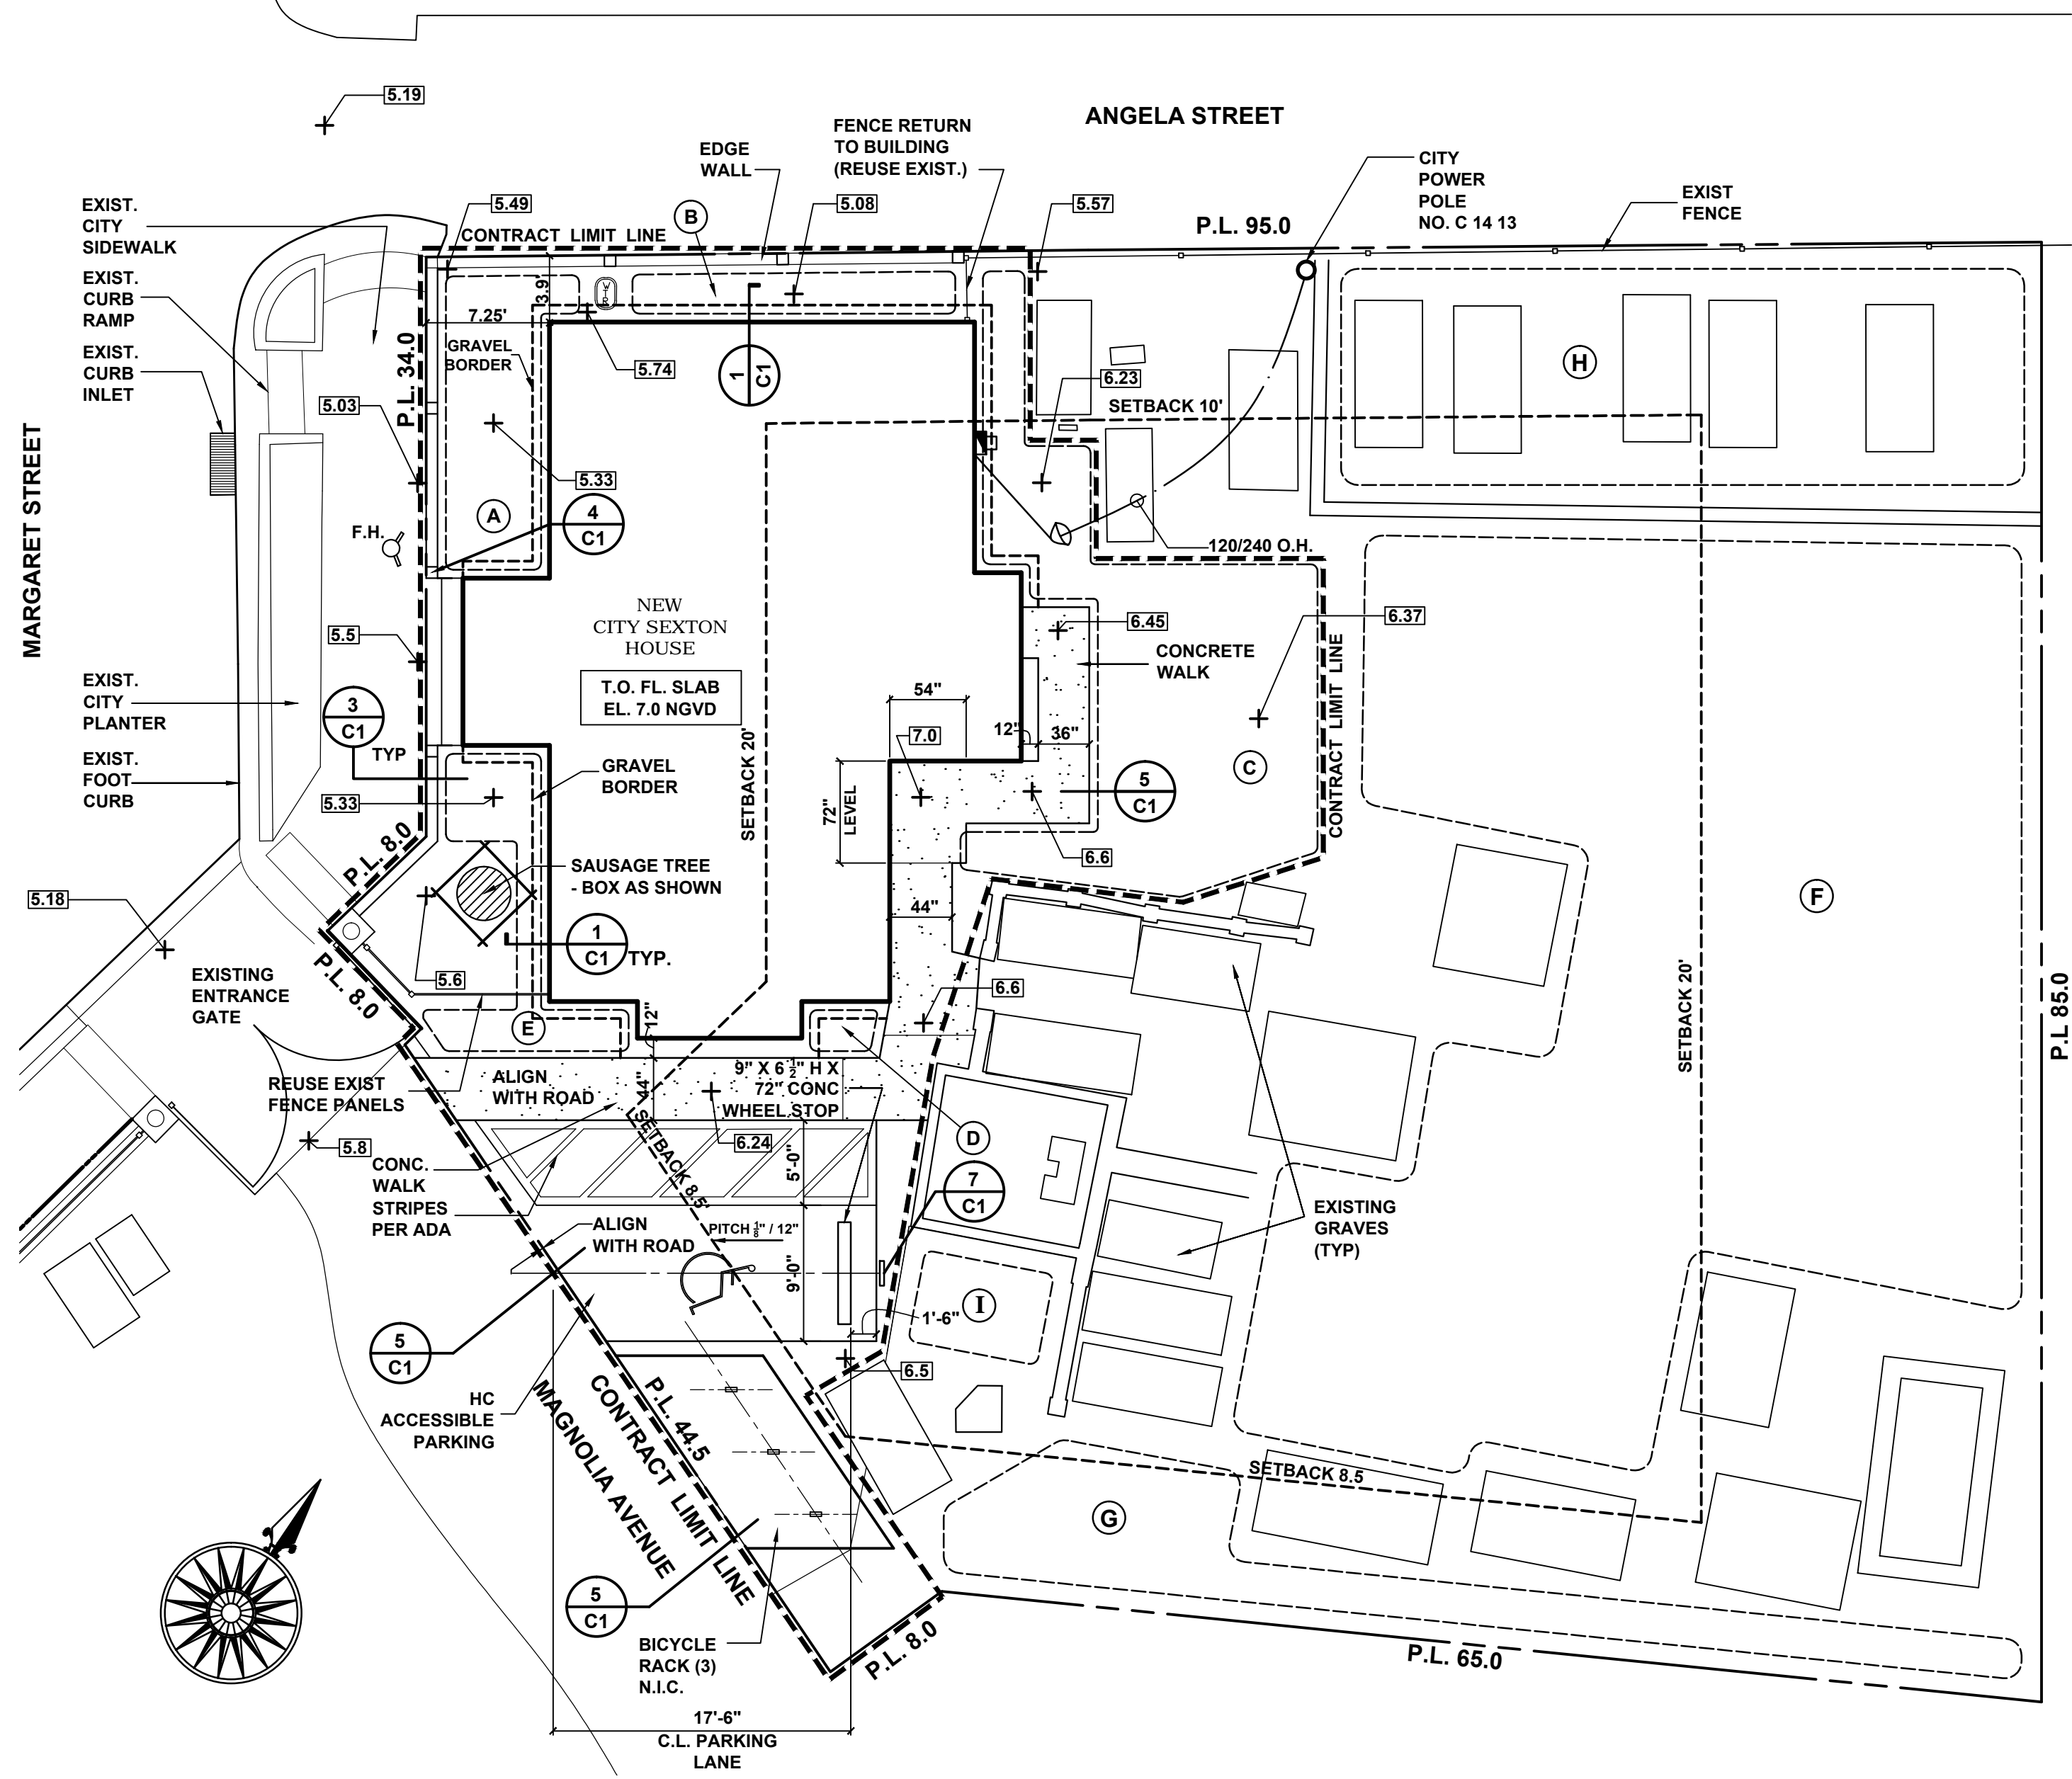 5.19
ANGELA STREET
FENCE RETURN
TO BUILDING
(REUSE EXIST.)
EDGE
WALL
CITY
POWER
POLE
NO. C 14 13
EXIST
FENCE
EXIST.
CITY
SIDEWALK
5.49
B
5.08
5.57
P.L. 95.0
CONTRACT LIMIT LINE
EXIST.
CURB
RAMP
3.9'
WTR
7.25'
P.L. 34.0
GRAVEL
BORDER
EXIST.
CURB
INLET
5.74
1
C1
6.23
H
5.03
SETBACK 10'
MARGARET STREET
5.33
A
4
C1
F.H.
120/240 O.H.
NEW
CITY SEXTON
HOUSE
5.5
6.45
6.37
CONCRETE
WALK
CONTRACT LIMIT LINE
T.O. FL. SLAB
EL. 7.0 NGVD
EXIST.
CITY
PLANTER
3
C1
TYP
54"
7.0
12"
36"
SETBACK 20'
EXIST.
FOOT
CURB
GRAVEL
BORDER
C
5.33
72"
LEVEL
5
C1
P.L. 8.0
SAUSAGE TREE
- BOX AS SHOWN
6.6
5.18
44"
F
1
C1
TYP.
P.L. 8.0
EXISTING
ENTRANCE
GATE
5.6
6.6
SETBACK 20'
P.L 85.0
E
12"
REUSE EXIST
FENCE PANELS
ALIGN
WITH ROAD
44"
9" X 6 1/2" H X
72" CONC
WHEEL STOP
5.8
SETBACK 8.5'
6.24
D
CONC.
WALK
STRIPES
PER ADA
5'-0"
7
C1
ALIGN
WITH ROAD
PITCH 1/8" / 12"
EXISTING
GRAVES
(TYP)
9'-0"
I
1'-6"
5
C1
6.5
HC
ACCESSIBLE
PARKING
P.L. 44.5
CONTRACT LIMIT LINE
MAGNOLIA AVENUE
SETBACK 8.5
G
5
C1
BICYCLE
RACK (3)
N.I.C.
P.L. 8.0
P.L. 65.0
17'-6"
C.L. PARKING
LANE